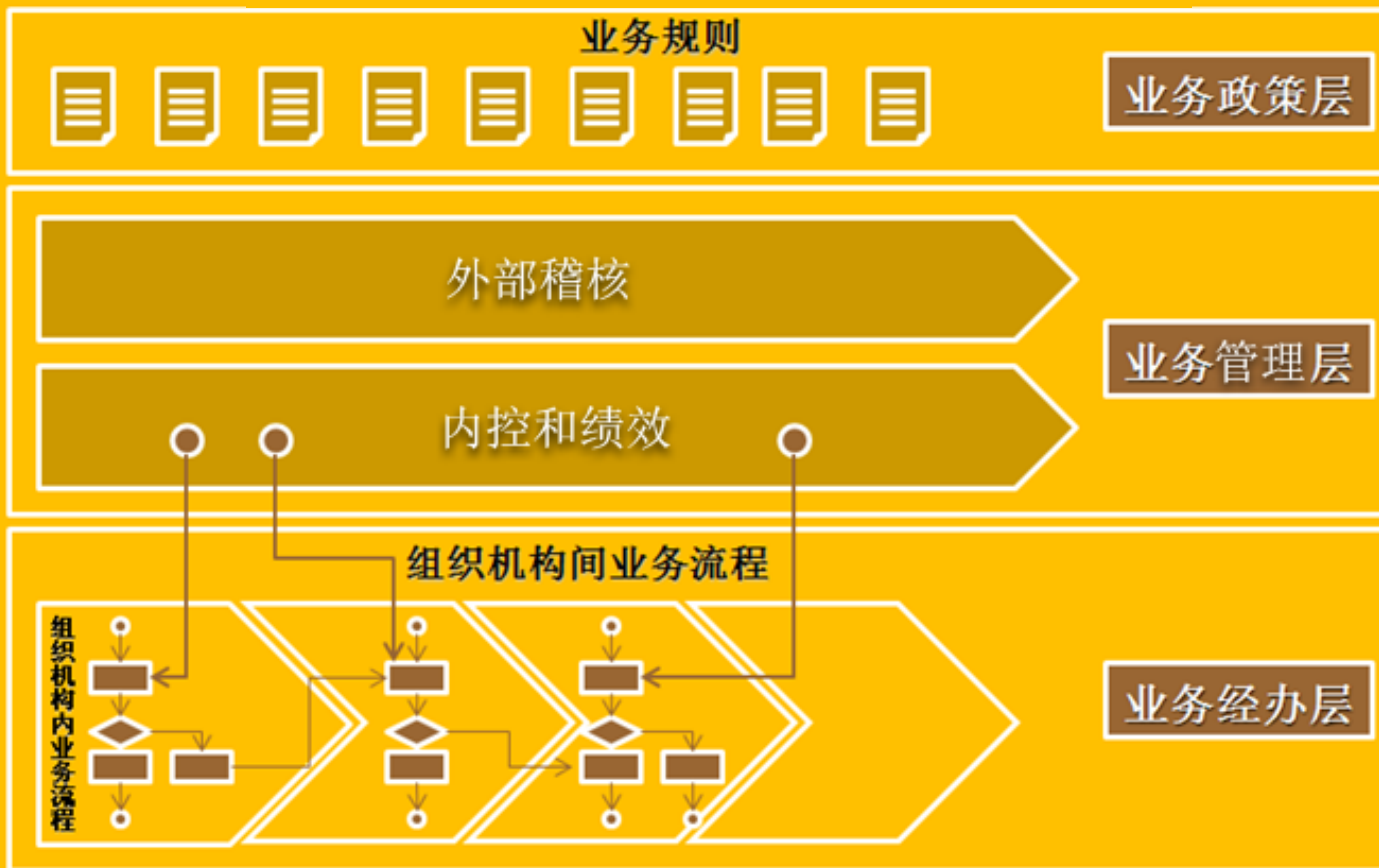 业务规则
业务政策层
外部稽核
业务管理层
内控和绩效
组织机构间业务流程
组织机构内业务流程
业务经办层